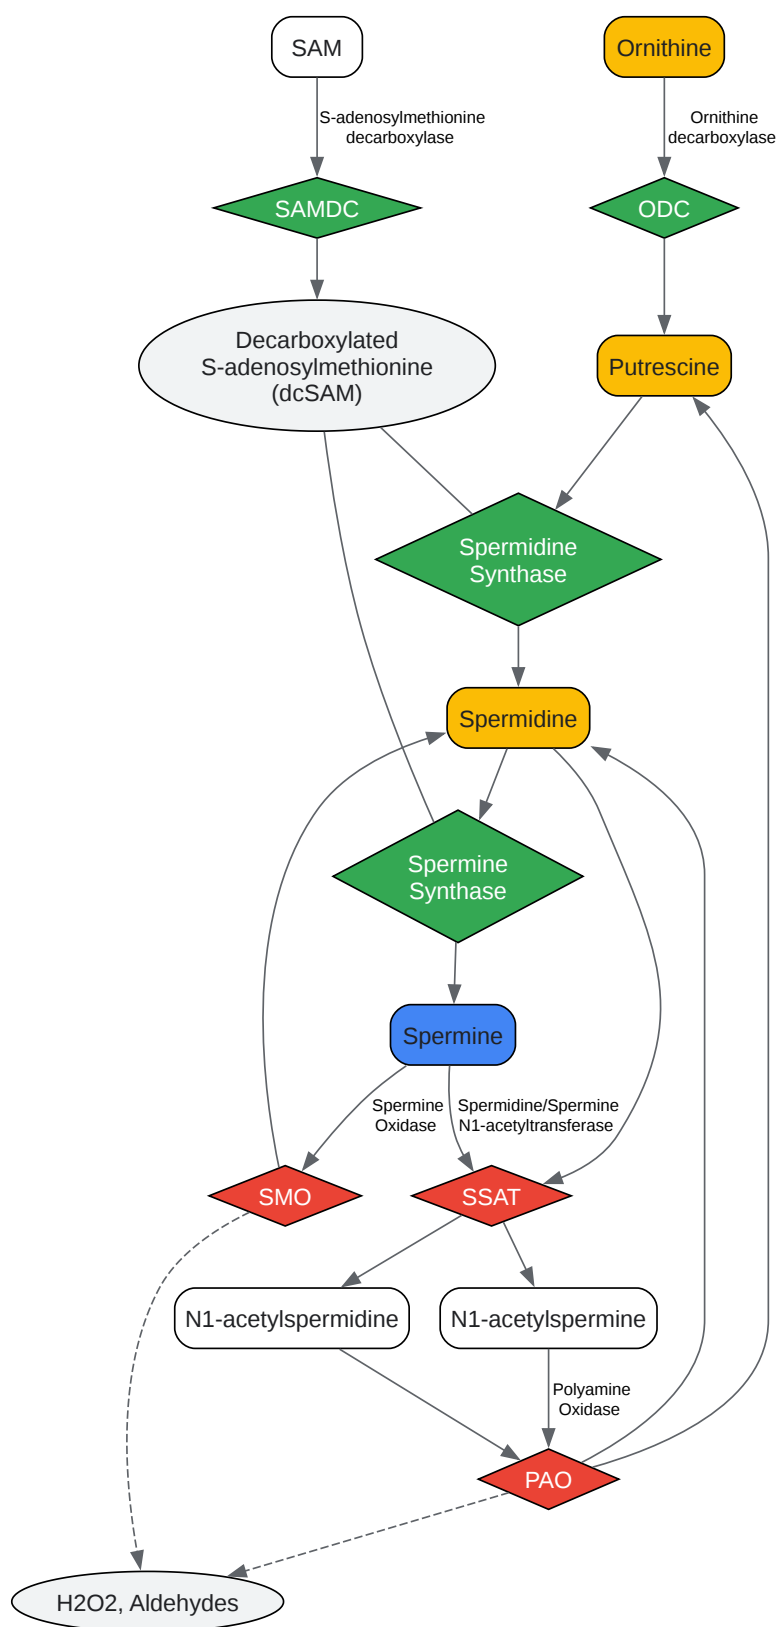 SAM
Ornithine
S-adenosylmethionine
decarboxylase
Ornithine
decarboxylase
SAMDC
ODC
Decarboxylated
S-adenosylmethionine
(dcSAM)
Putrescine
Spermidine
Synthase
Spermidine
Spermine
Synthase
Spermine
Spermine
Oxidase
Spermidine/Spermine
N1-acetyltransferase
SMO
SSAT
N1-acetylspermidine
N1-acetylspermine
Polyamine
Oxidase
PAO
H2O2, Aldehydes